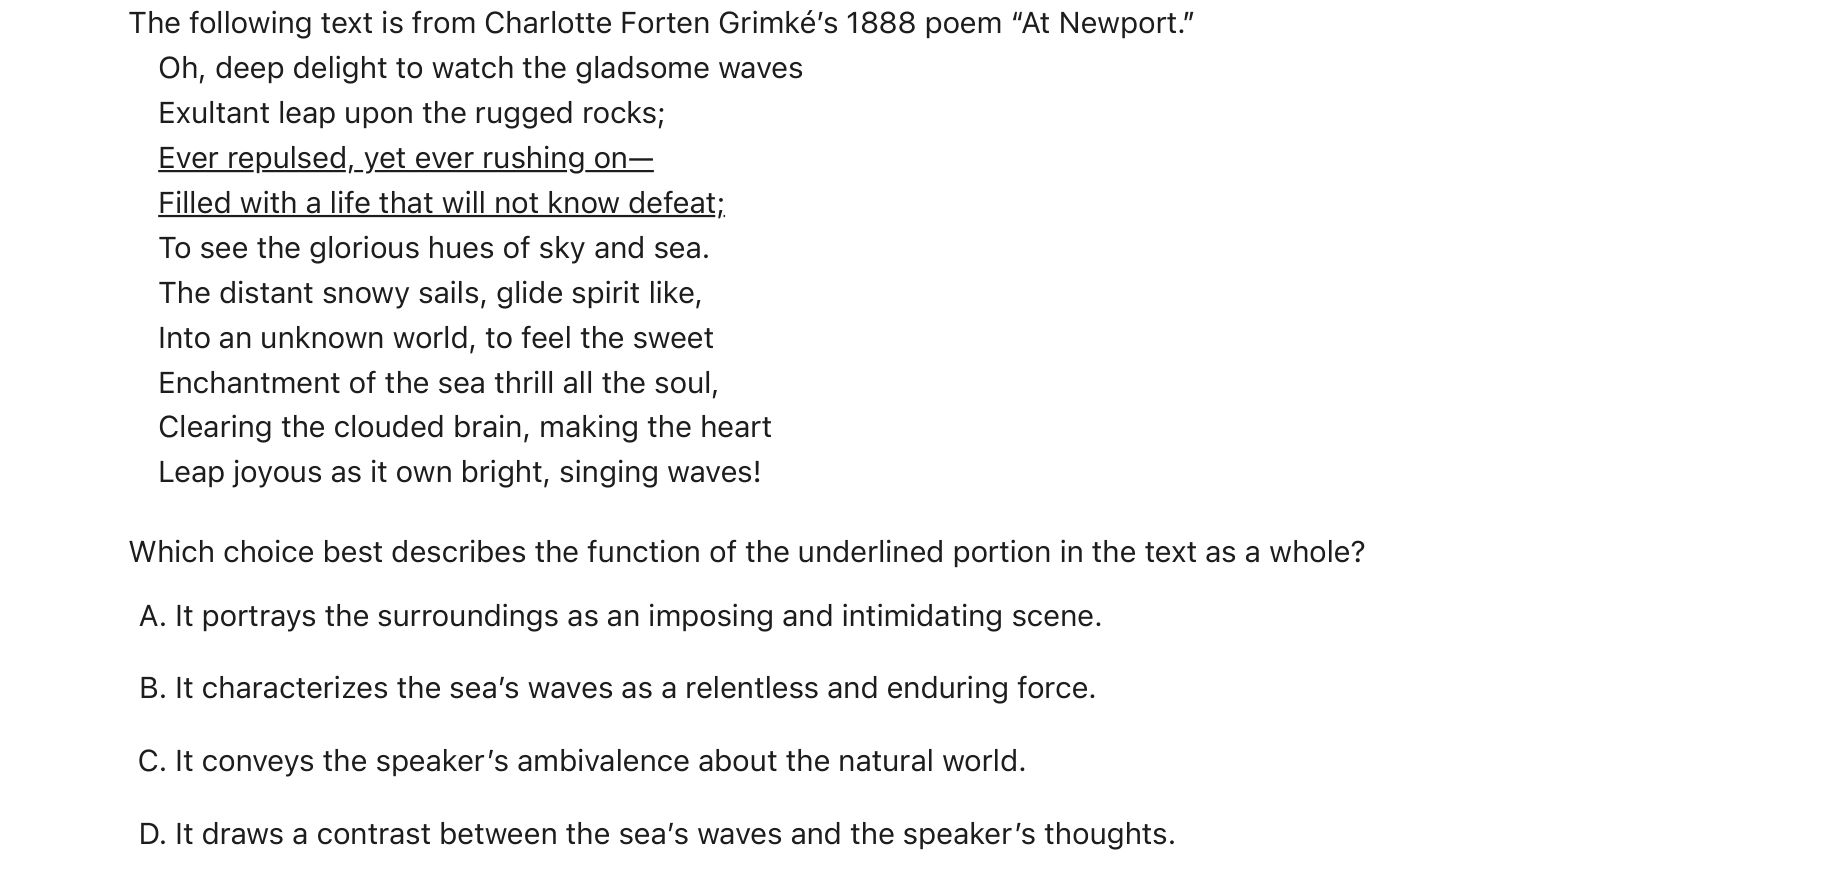 The following text is from Charlotte Forten Grimké’s 1888 poem “At Newport.”
Oh, deep delight to watch the gladsome waves
Exultant leap upon the rugged rocks;
Ever repulsed, yet ever rushing on—
Filled with a life that will not know defeat;
To see the glorious hues of sky and sea.
The distant snowy sails, glide spirit like,
Into an unknown world, to feel the sweet
Enchantment of the sea thrill all the soul,
Clearing the clouded brain, making the heart
Leap joyous as it own bright, singing waves!
Which choice best describes the function of the underlined portion in the text as a whole?
A. It portrays the surroundings as an imposing and intimidating scene.
B. It characterizes the sea’s waves as a relentless and enduring force.
C. It conveys the speaker’s ambivalence about the natural world.
D. It draws a contrast between the sea’s waves and the speaker’s thoughts.